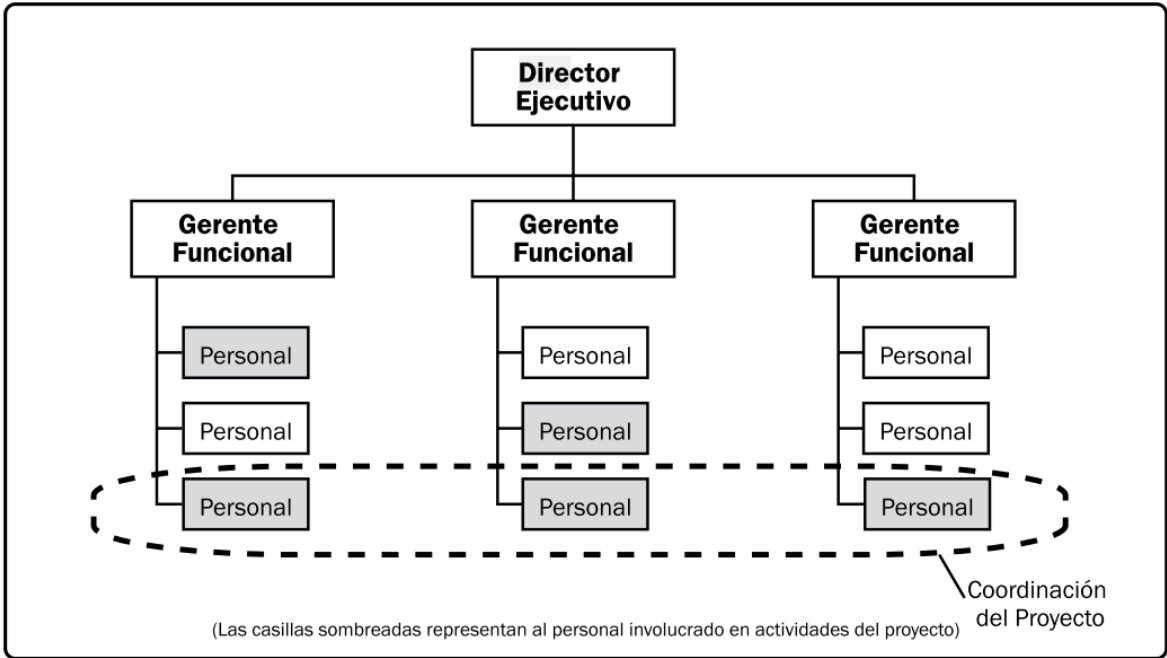 Director
Ejecutivo
Gerente
Funcional
Gerente
Funcional
Gerente
Funcional
Personal
Personal
Personal
Personal
Personal
Personal
Personal
Personal
Personal
Coordinación
del Proyecto
(Las casillas sombreadas representan al personal involucrado en actividades del proyecto)